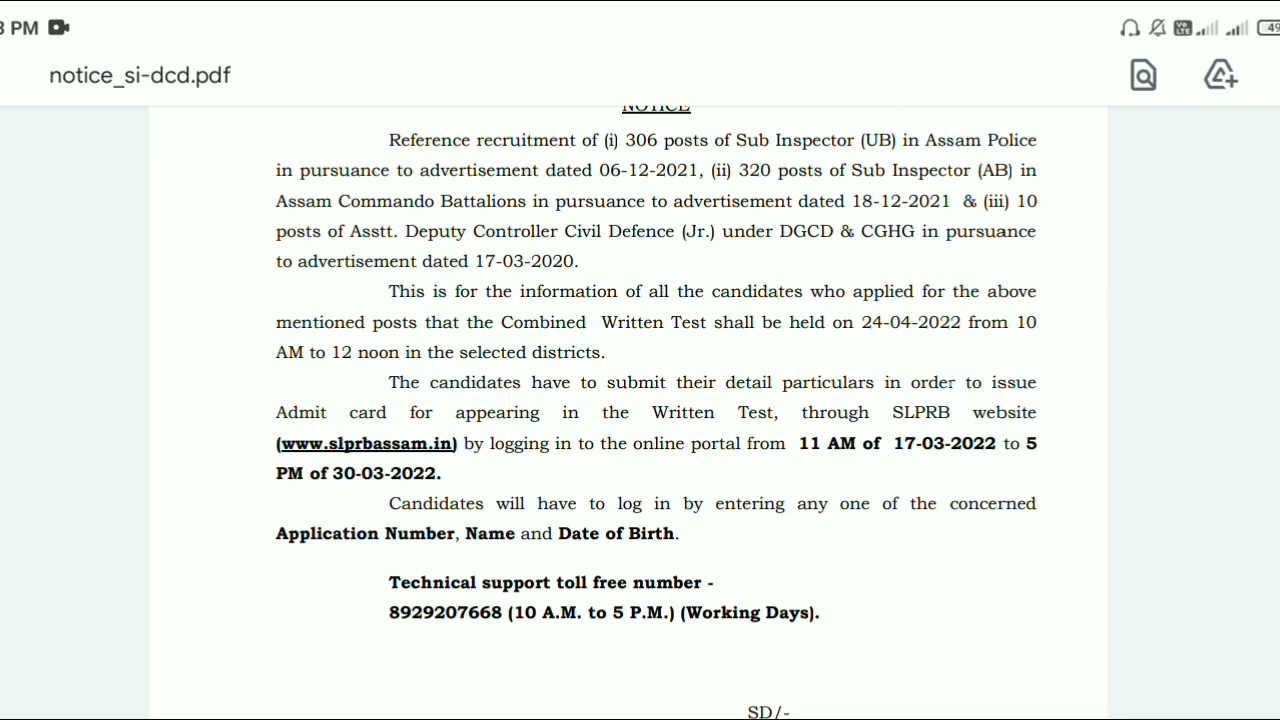 8 PM
49
notice_si-dcd.pdf
NOTICE
Reference recruitment of (i) 306 posts of Sub Inspector (UB) in Assam Police
in pursuance to advertisement dated 06-12-2021, (ii) 320 posts of Sub Inspector (AB) in
Assam Commando Battalions in pursuance to advertisement dated 18-12-2021 & (iii) 10
posts of Asstt. Deputy Controller Civil Defence (Jr.) under DGCD & CGHG in pursuance
to advertisement dated 17-03-2020.
This is for the information of all the candidates who applied for the above
mentioned posts that the Combined Written Test shall be held on 24-04-2022 from 10
AM to 12 noon in the selected districts.
The candidates have to submit their detail particulars in order to issue
Admit card for appearing in the Written Test, through SLPRB website
(www.slprbassam.in) by logging in to the online portal from 11 AM of 17-03-2022 to 5
PM of 30-03-2022.
Candidates will have to log in by entering any one of the concerned
Application Number, Name and Date of Birth.
Technical support toll free number -
8929207668 (10 A.M. to 5 P.M.) (Working Days).
SD/-